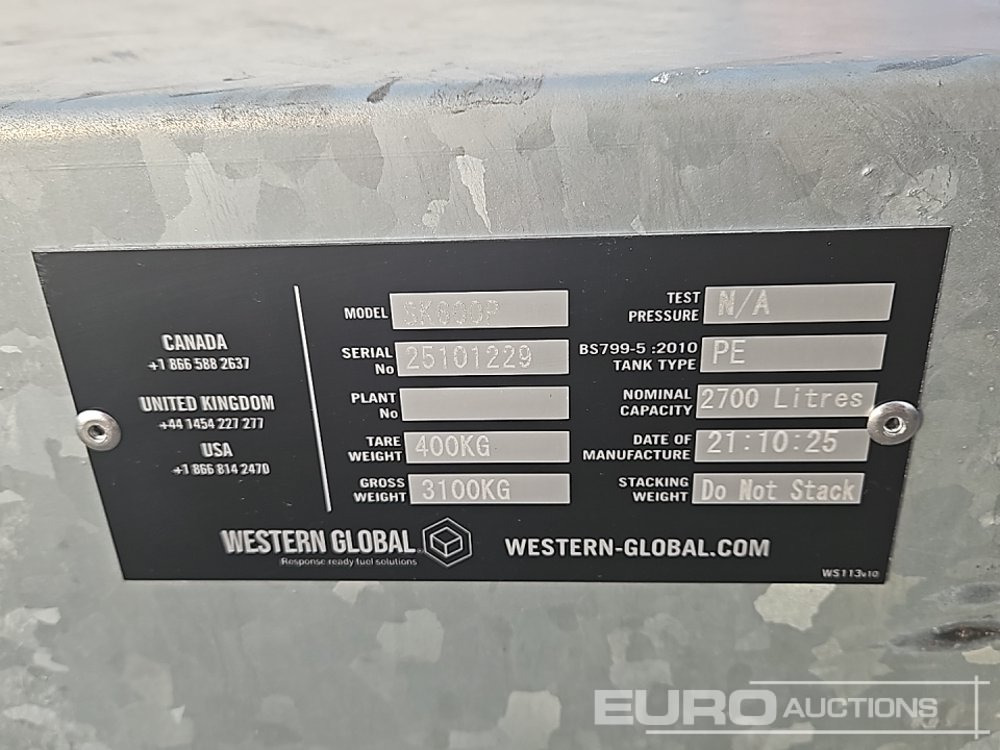 CANADA
+1 866 588 2637
UNITED KINGDOM
+44 1454 227 277
USA
+1 866 814 2470
MODEL SK600P
SERIAL No 25101229
PLANT No
TARE WEIGHT 400KG
GROSS WEIGHT 3100KG
TEST PRESSURE N/A
BS799-5 :2010 TANK TYPE PE
NOMINAL CAPACITY 2700 Litres
DATE OF MANUFACTURE 21:10:25
STACKING WEIGHT Do Not Stack
WESTERN GLOBAL
Response ready fuel solutions
WESTERN-GLOBAL.COM
WS113v10
EURO AUCTIONS